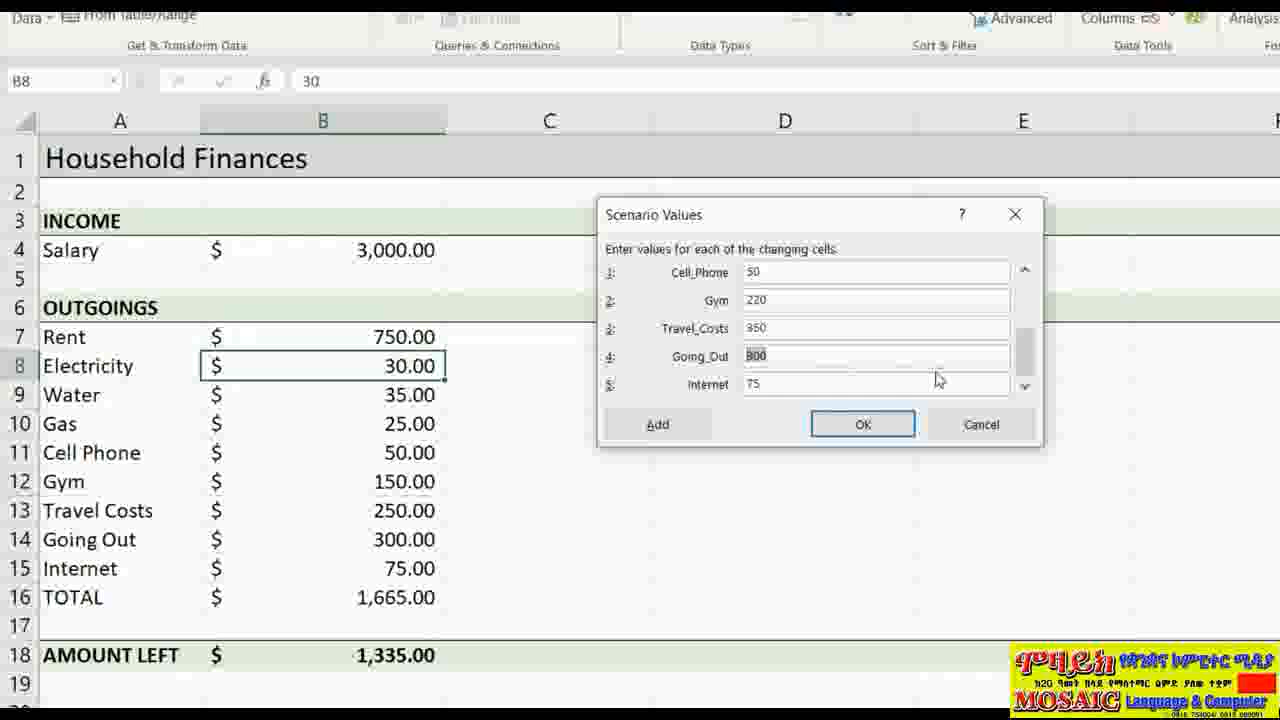 Data From Table/Range
Advanced Columns Analysis
Get & Transform Data Queries & Connections Data Types Sort & Filter Data Tools
B8 fx 30
A B C D E F
1 Household Finances
2
3 INCOME
4 Salary $ 3,000.00
5
6 OUTGOINGS
7 Rent $ 750.00
8 Electricity $ 30.00
9 Water $ 35.00
10 Gas $ 25.00
11 Cell Phone $ 50.00
12 Gym $ 150.00
13 Travel Costs $ 250.00
14 Going Out $ 300.00
15 Internet $ 75.00
16 TOTAL $ 1,665.00
17
18 AMOUNT LEFT $ 1,335.00
19
Scenario Values ?
Enter values for each of the changing cells.
1: Cell_Phone 50
2: Gym 220
3: Travel_Costs 350
4: Going_Out 300
5: Internet 75
Add OK Cancel
ሞዛይክ የቋንቋና ኮምፒተር ሚዲያ
MOSAIC Language & Computer